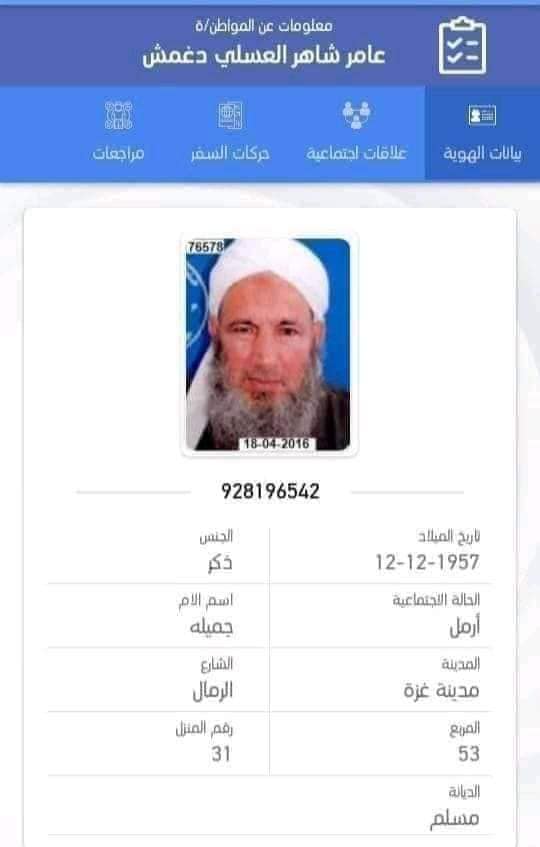 معلومات عن المواطن/ة
عامر شاهر العسلي دغمش
بيانات الهوية
علاقات اجتماعية
حركات السفر
مراجعات
76578
18-04-2016
928196542
تاريخ الميلاد
الجنس
12-12-1957
ذكر
الحالة الاجتماعية
اسم الام
أرمل
جميله
المدينة
الشارع
مدينة غزة
الرمال
المربع
رقم المنزل
53
31
الديانة
مسلم